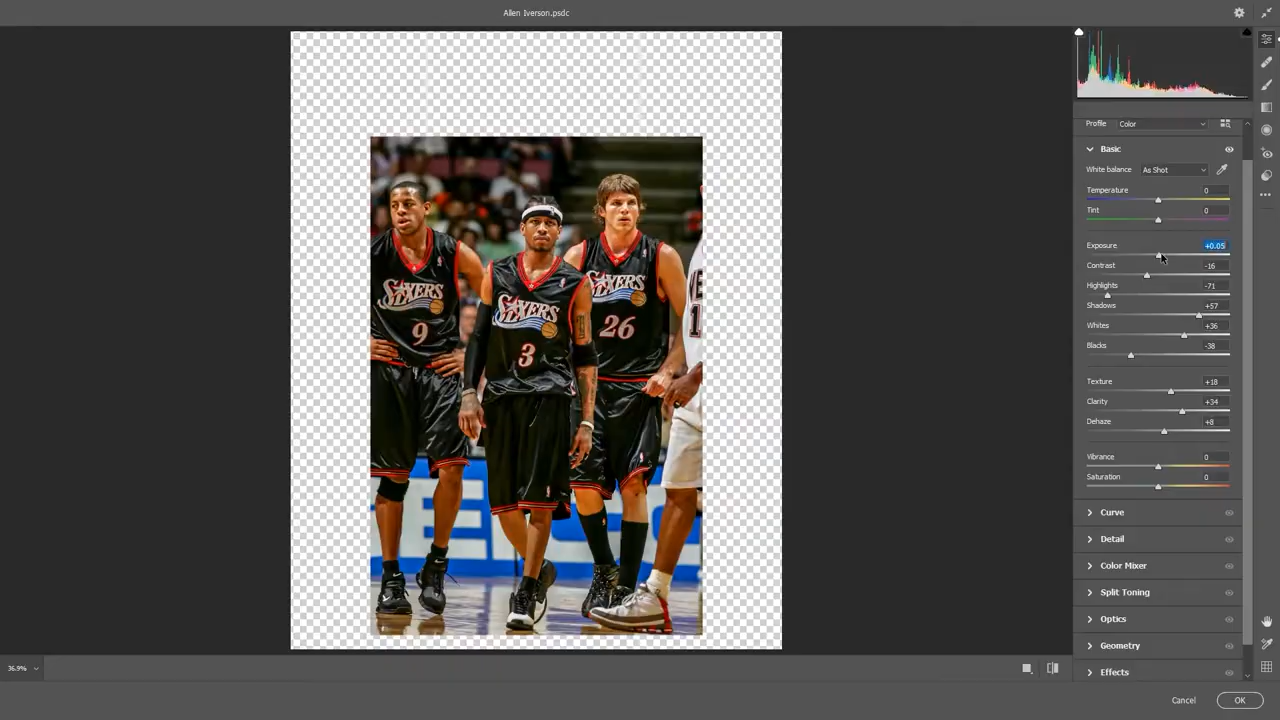 Allen Iverson.psdc
Profile Color
Basic
White balance As Shot
Temperature 0
Tint 0
Exposure +0.05
Contrast -16
Highlights -71
Shadows +57
Whites +36
Blacks -38
Texture +18
Clarity +34
Dehaze +8
Vibrance 0
Saturation 0
Curve
Detail
Color Mixer
Split Toning
Optics
Geometry
Effects
SIXERS
9
SIXERS
3
SIXERS
26
36.9%
Cancel OK